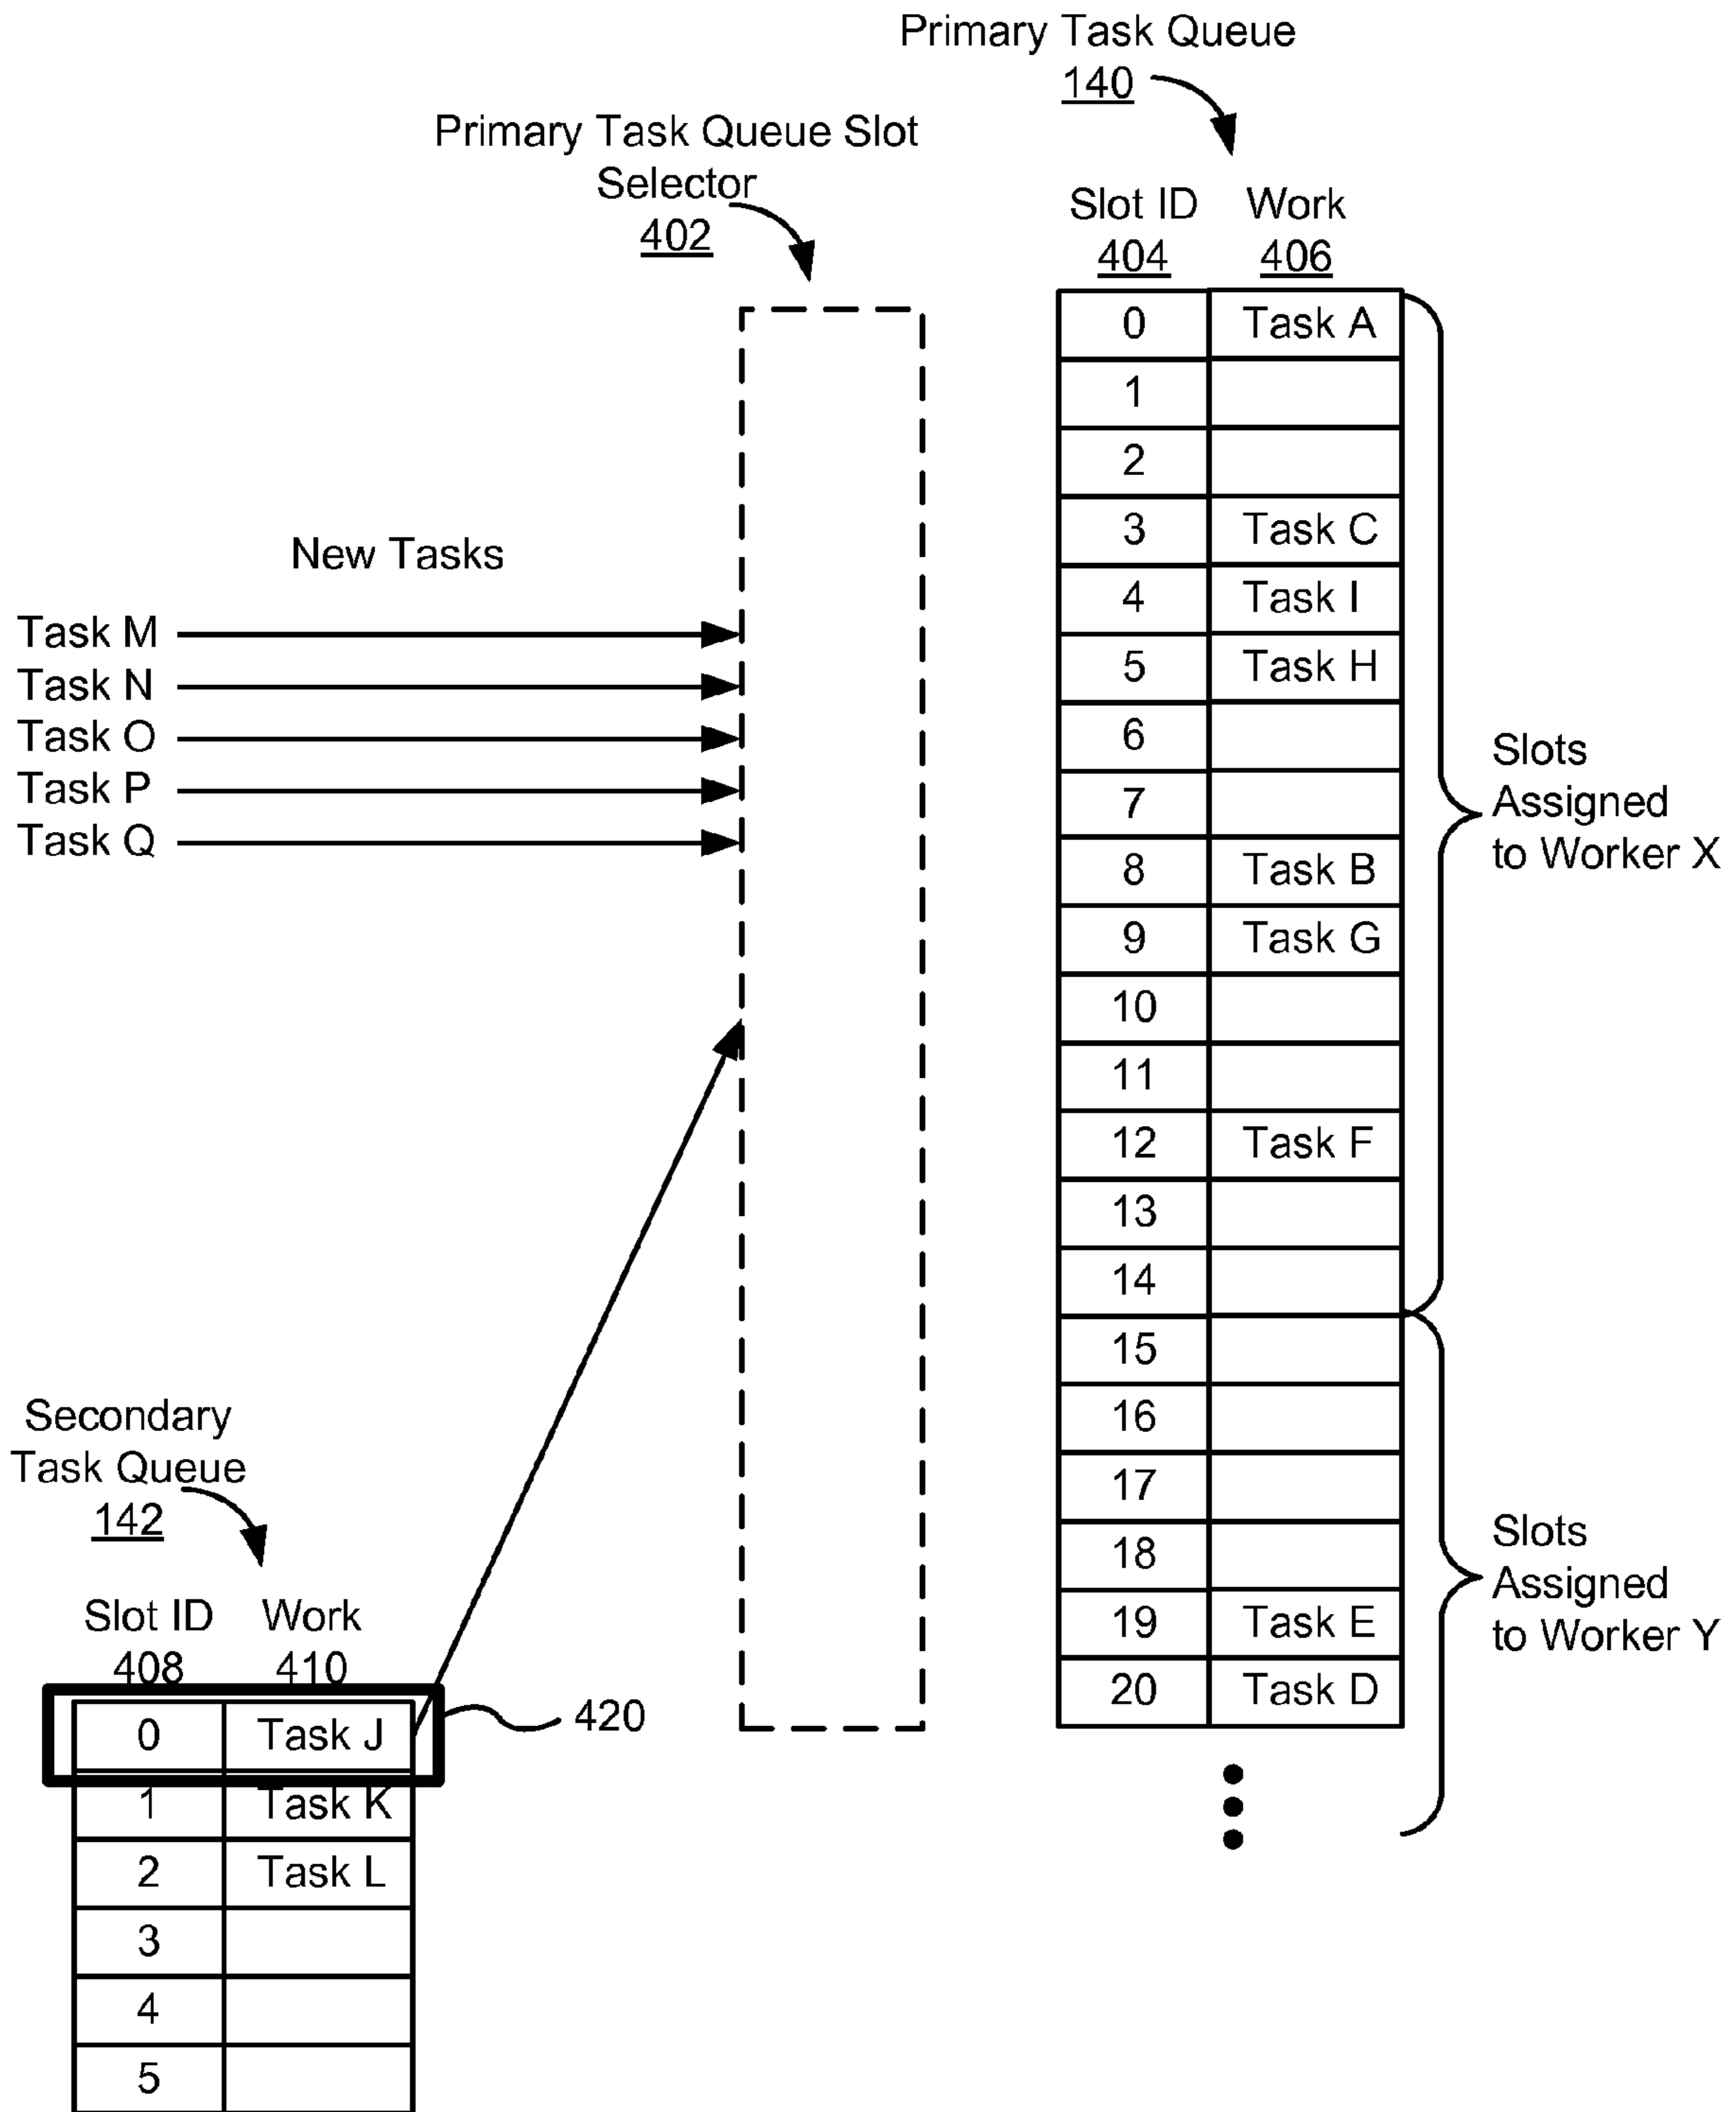 Primary Task Queue
140
Primary Task Queue Slot
Selector
402
Slot ID Work
404 406
0 Task A
1
2
3 Task C
4 Task I
5 Task H
6
7
8 Task B
9 Task G
10
11
12 Task F
13
14
15
16
17
18
19 Task E
20 Task D
Slots
Assigned
to Worker X
Slots
Assigned
to Worker Y
New Tasks
Task M
Task N
Task O
Task P
Task Q
Secondary
Task Queue
142
Slot ID Work
408 410
0 Task J
420
1 Task K
2 Task L
3
4
5